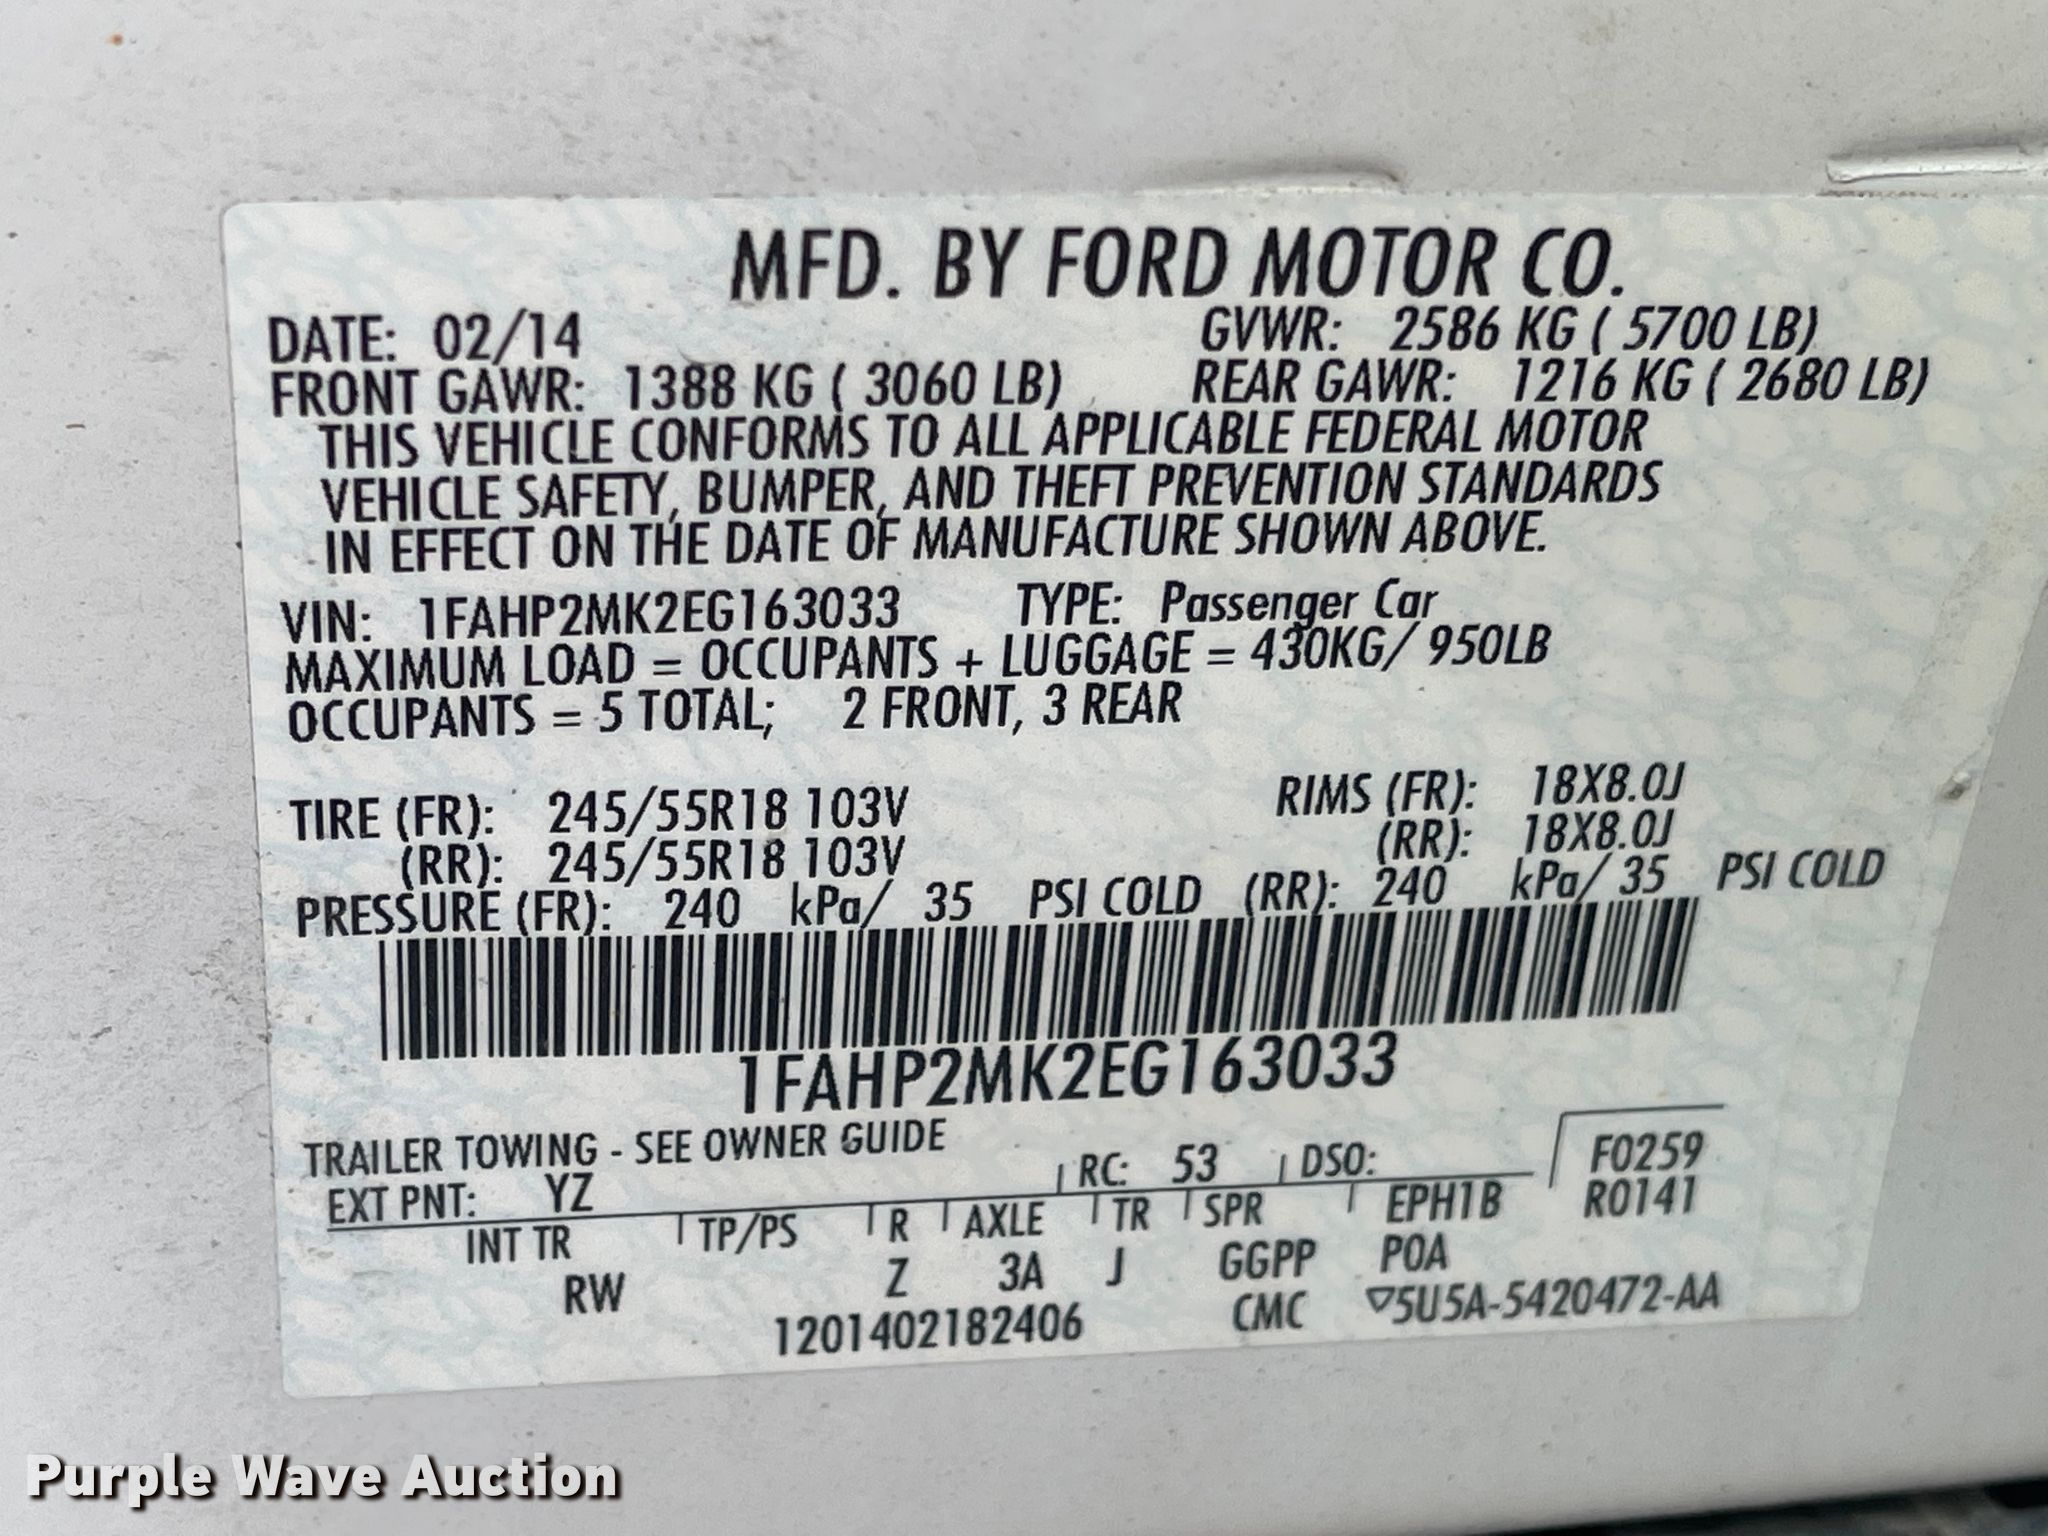 MFD. BY FORD MOTOR CO.
DATE: 02/14 GVWR: 2586 KG ( 5700 LB)
FRONT GAWR: 1388 KG ( 3060 LB) REAR GAWR: 1216 KG ( 2680 LB)
THIS VEHICLE CONFORMS TO ALL APPLICABLE FEDERAL MOTOR
VEHICLE SAFETY, BUMPER, AND THEFT PREVENTION STANDARDS
IN EFFECT ON THE DATE OF MANUFACTURE SHOWN ABOVE.
VIN: 1FAHP2MK2EG163033 TYPE: Passenger Car
MAXIMUM LOAD = OCCUPANTS + LUGGAGE = 430KG/ 950LB
OCCUPANTS = 5 TOTAL; 2 FRONT, 3 REAR
TIRE (FR): 245/55R18 103V RIMS (FR): 18X8.0J
(RR): 245/55R18 103V (RR): 18X8.0J
PRESSURE (FR): 240 kPa/ 35 PSI COLD (RR): 240 kPa/ 35 PSI COLD
1FAHP2MK2EG163033
TRAILER TOWING - SEE OWNER GUIDE
EXT PNT: YZ RC: 53 DSO: F0259
INT TR TP/PS R AXLE TR SPR EPH1B R0141
RW Z 3A J GGPP POA
1201402182406 CMC ▽5U5A-5420472-AA
Purple Wave Auction